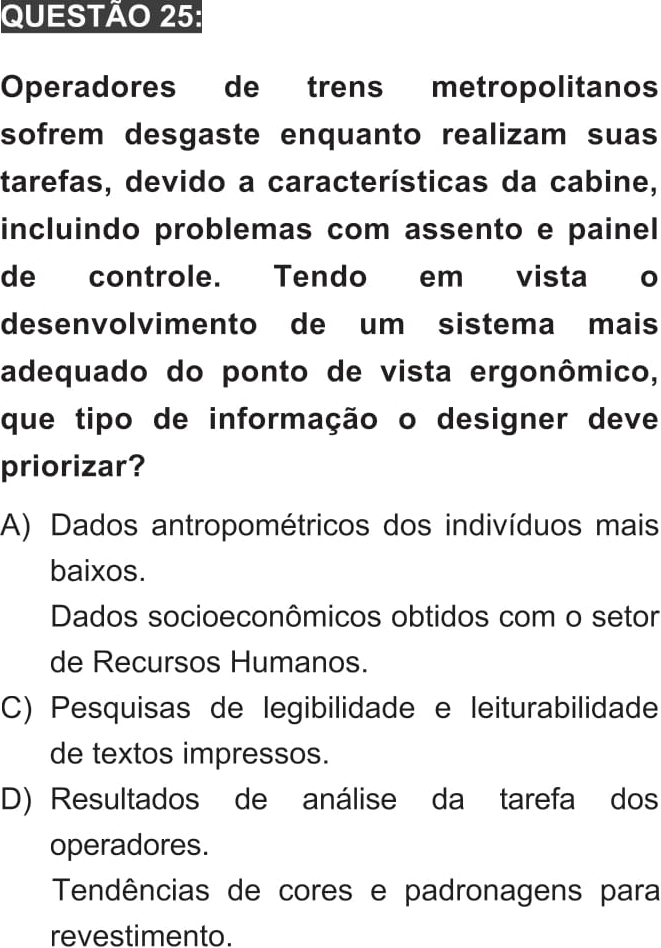 QUESTÃO 25:
Operadores de trens metropolitanos
sofrem desgaste enquanto realizam suas
tarefas, devido a características da cabine,
incluindo problemas com assento e painel
de controle. Tendo em vista o
desenvolvimento de um sistema mais
adequado do ponto de vista ergonômico,
que tipo de informação o designer deve
priorizar?
A) Dados antropométricos dos indivíduos mais
baixos.
Dados socioeconômicos obtidos com o setor
de Recursos Humanos.
C) Pesquisas de legibilidade e leiturabilidade
de textos impressos.
D) Resultados de análise da tarefa dos
operadores.
Tendências de cores e padronagens para
revestimento.